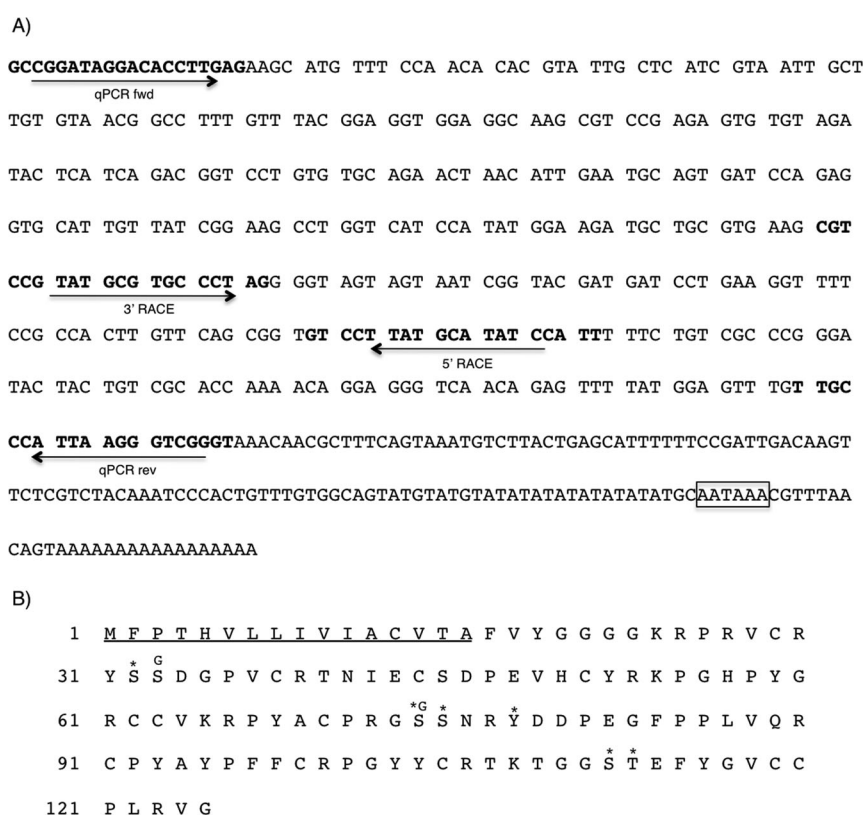 A)
GCCGGATAGGACACCTTGAGAAGC ATG TTT CCA ACA CAC GTA TTG CTC ATC GTA ATT GCT
qPCR fwd
TGT GTA ACG GCC TTT GTT TAC GGA GGT GGA GGC AAG CGT CCG AGA GTG TGT AGA
TAC TCA TCA GAC GGT CCT GTG TGC AGA ACT AAC ATT GAA TGC AGT GAT CCA GAG
GTG CAT TGT TAT CGG AAG CCT GGT CAT CCA TAT GGA AGA TGC TGC GTG AAG CGT
CCG TAT GCG TGC CCT AGG GGT AGT AGT AAT CGG TAC GAT GAT CCT GAA GGT TTT
3' RACE
CCG CCA CTT GTT CAG CGG TGT CCT TAT GCA TAT CCA TTT TTC TGT CGC CCG GGA
5' RACE
TAC TAC TGT CGC ACC AAA ACA GGA GGG TCA ACA GAG TTT TAT GGA GTT TGT TGC
CCA TTA AGG GTCGGGTAAACAACGCTTTCAGTAAATGTCTTACTGAGCATTTTTTCCGATTGACAAGT
qPCR rev
TCTCGTCTACAAATCCCACTGTTTGTGGCAGTATGTATGTATATATATATATATATGCAATAAACGTTTAA
CAGTAAAAAAAAAAAAAAAAA
B)
1 M F P T H V L L I V I A C V T A F V Y G G G G K R P R V C R
* G
31 Y S S D G P V C R T N I E C S D P E V H C Y R K P G H P Y G
*G * *
61 R C C V K R P Y A C P R G S S N R Y D D P E G F P P L V Q R
* *
91 C P Y A Y P F F C R P G Y Y C R T K T G G S T E F Y G V C C
121 P L R V G